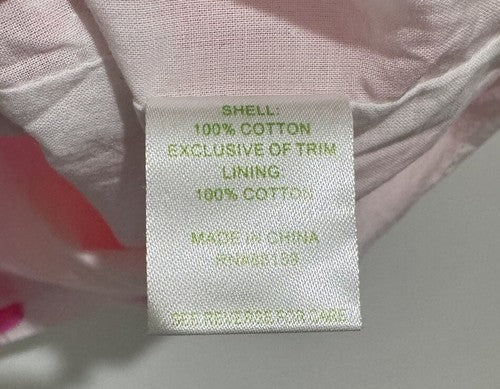 SHELL:
100% COTTON
EXCLUSIVE OF TRIM
LINING:
100% COTTON
MADE IN CHINA
SEE REVERSE FOR CARE